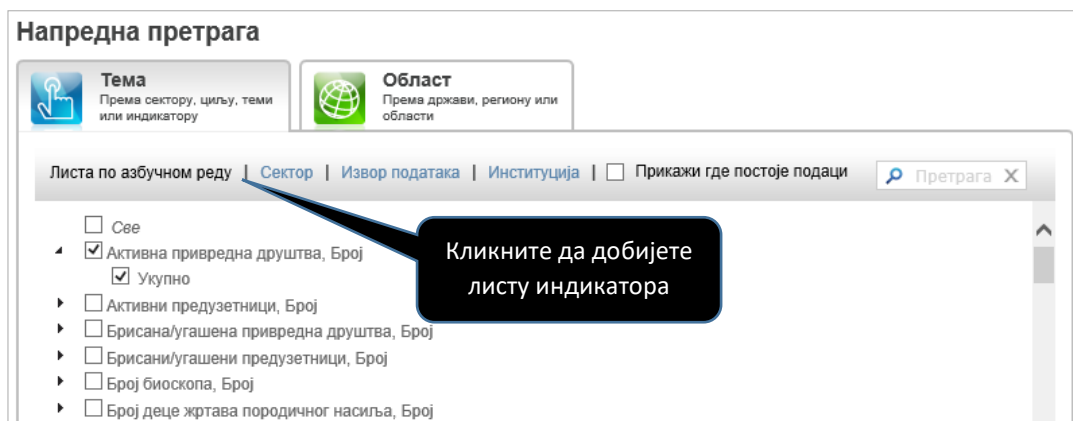 Напредна претрага
Тема
Према сектору, циљу, теми
или индикатору
Област
Према држави, региону или
области
Листа по азбучном реду | Сектор | Извор података | Институција | Прикажи где постоје подаци
Претрага X
Све
Активна привредна друштва, Број
Укупно
Активни предузетници, Број
Брисана/угашена привредна друштва, Број
Брисани/угашени предузетници, Број
Број биоскопа, Број
Број деце жртава породичног насиља, Број
Кликните да добијете
листу индикатора